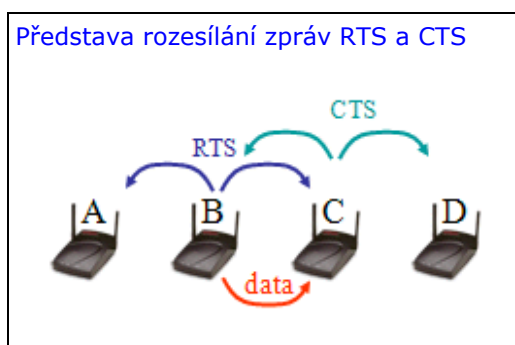 Představa rozesílání zpráv RTS a CTS
CTS
RTS
A B C D
data